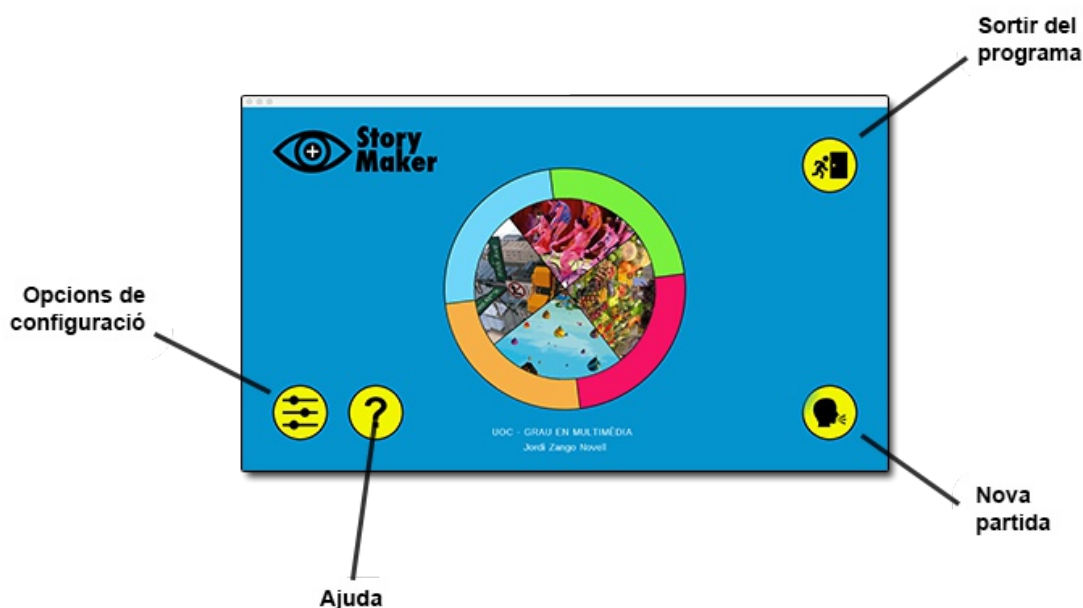 Sortir del
programa
Story
Maker
Opcions de
configuració
?
UOC - GRAU EN MULTIMÈDIA
Jordi Zango Novell
Nova
partida
Ajuda